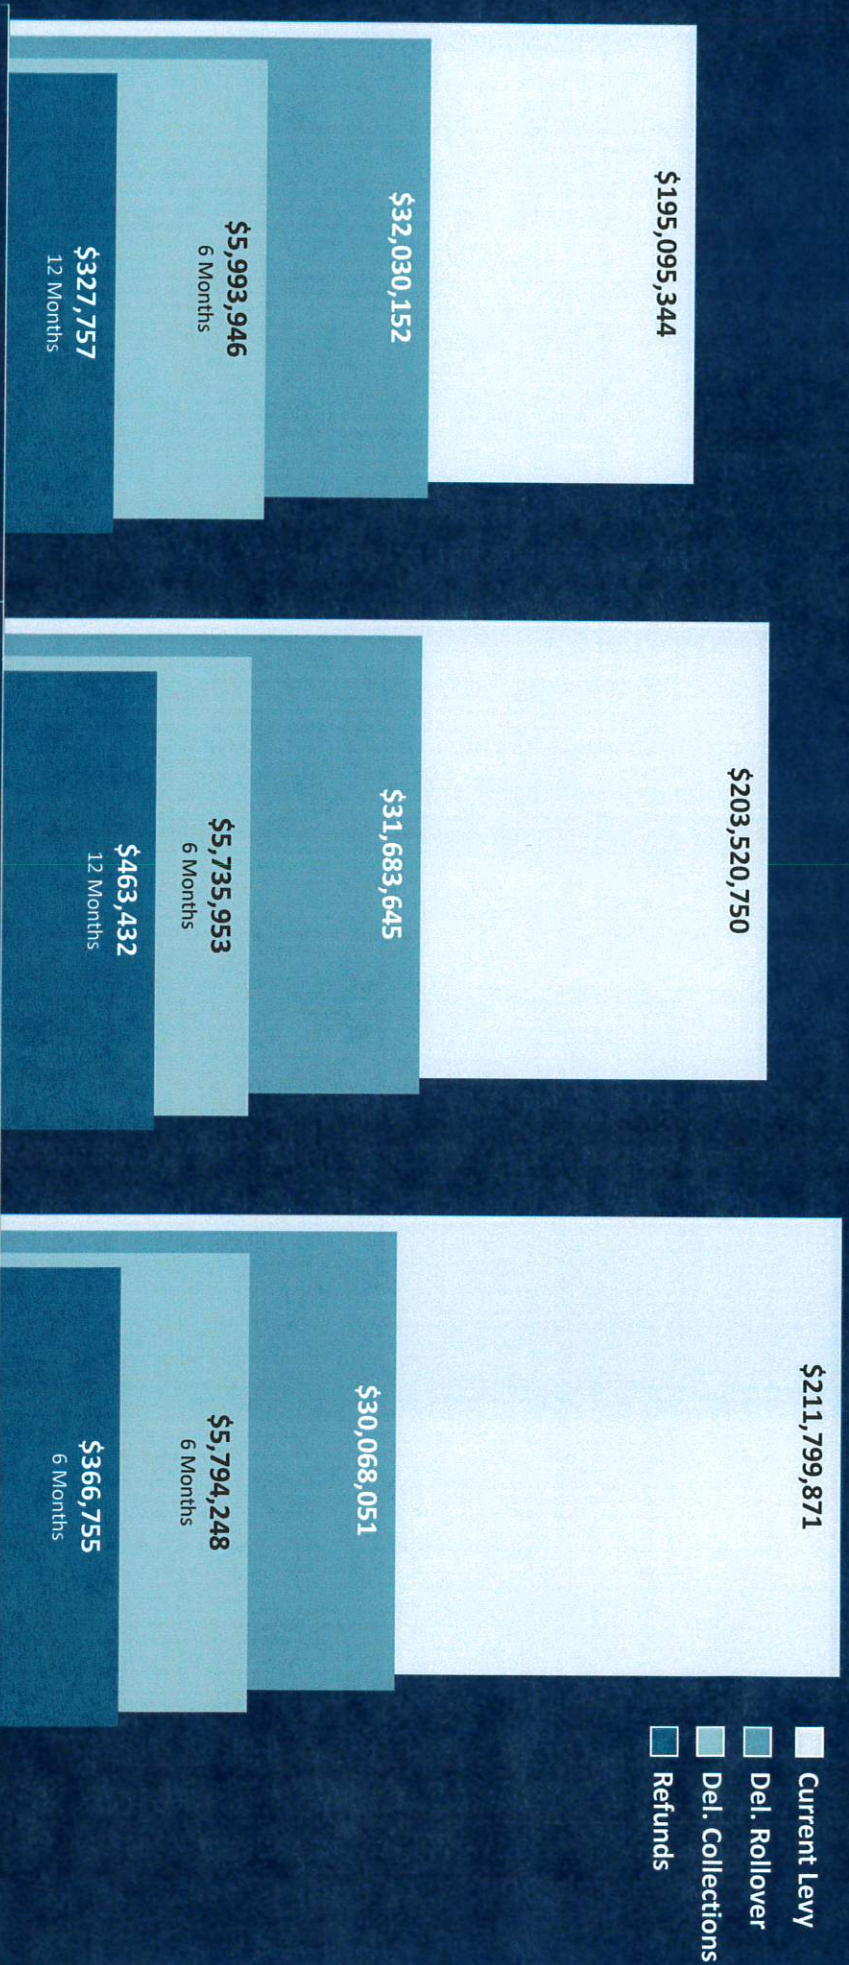 $195,095,344
$32,030,152
$5,993,946
6 Months
$327,757
12 Months
$203,520,750
$31,683,645
$5,735,953
6 Months
$463,432
12 Months
$211,799,871
$30,068,051
$5,794,248
6 Months
$366,755
6 Months
Current Levy
Del. Rollover
Del. Collections
Refunds